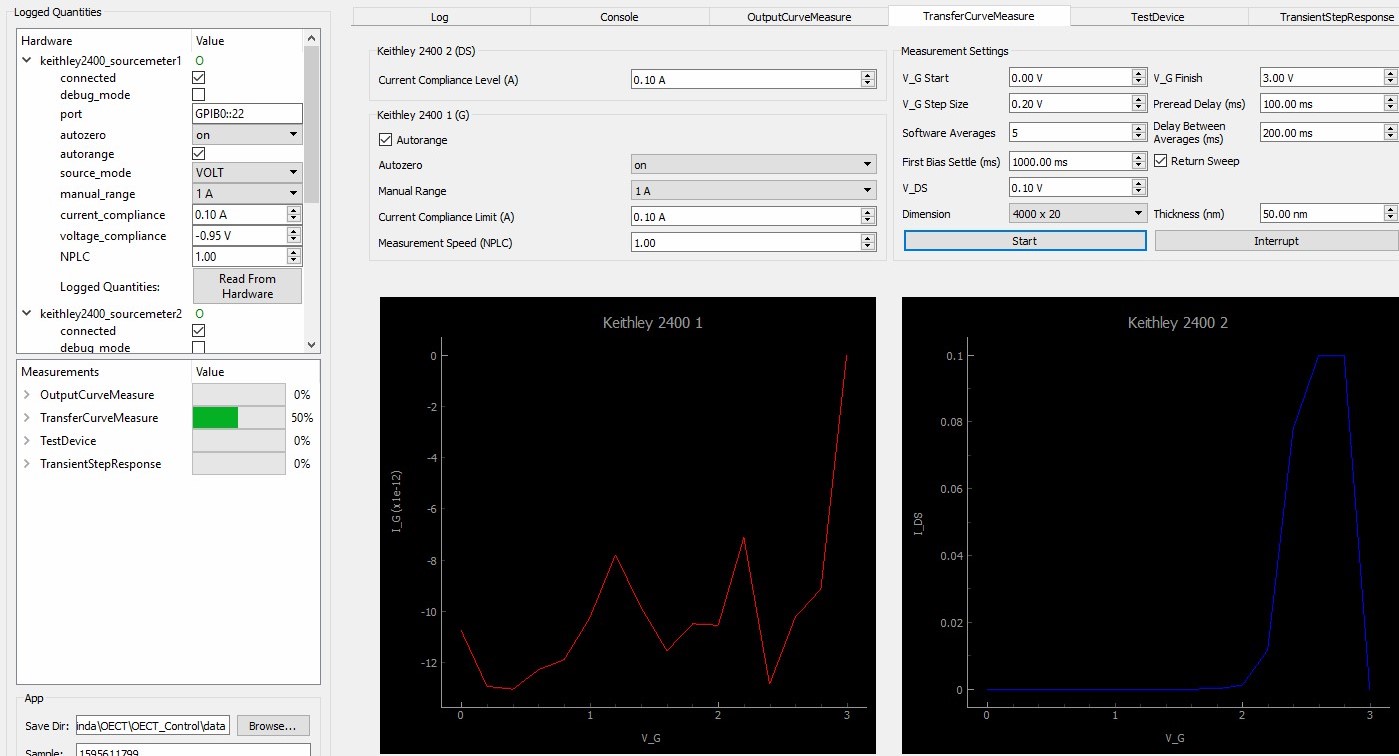 Logged Quantities
Hardware Value
keithley2400_sourcemeter1 O
connected
debug_mode
port GPIB0::22
autozero on
autorange
source_mode VOLT
manual_range 1 A
current_compliance 0.10 A
voltage_compliance -0.95 V
NPLC 1.00
Logged Quantities: Read From Hardware
keithley2400_sourcemeter2 O
connected
debug_mode
Measurements Value
OutputCurveMeasure 0%
TransferCurveMeasure 50%
TestDevice 0%
TransientStepResponse 0%
App
Save Dir: inda\OECT\OECT_Control\data Browse...
Sample: 1595611799
Log Console OutputCurveMeasure TransferCurveMeasure TestDevice TransientStepResponse
Keithley 2400 2 (DS)
Current Compliance Level (A) 0.10 A
Keithley 2400 1 (G)
Autorange
Autozero on
Manual Range 1 A
Current Compliance Limit (A) 0.10 A
Measurement Speed (NPLC) 1.00
Measurement Settings
V_G Start 0.00 V V_G Finish 3.00 V
V_G Step Size 0.20 V Preread Delay (ms) 100.00 ms
Software Averages 5 Delay Between Averages (ms) 200.00 ms
First Bias Settle (ms) 1000.00 ms Return Sweep
V_DS 0.10 V
Dimension 4000 x 20 Thickness (nm) 50.00 nm
Start Interrupt
Keithley 2400 1
0
-2
-4
-6
-8
-10
-12
I_G (x1e-12)
0 1 2 3
V_G
Keithley 2400 2
0.1
0.08
0.06
0.04
0.02
0
I_DS
0 1 2 3
V_G